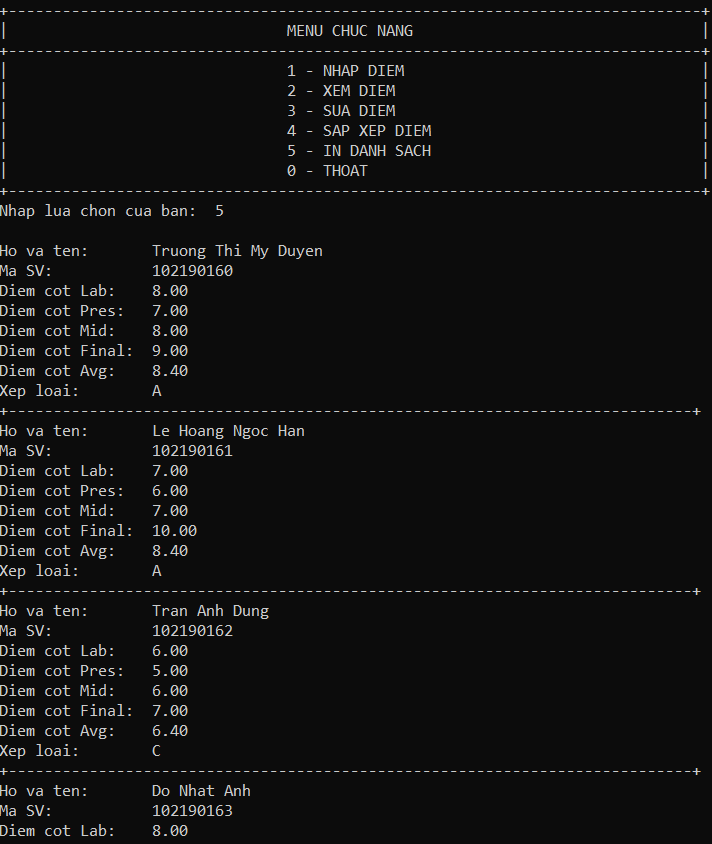 MENU CHUC NANG
1 - NHAP DIEM
2 - XEM DIEM
3 - SUA DIEM
4 - SAP XEP DIEM
5 - IN DANH SACH
0 - THOAT
Nhap lua chon cua ban: 5
Ho va ten: Truong Thi My Duyen
Ma SV: 102190160
Diem cot Lab: 8.00
Diem cot Pres: 7.00
Diem cot Mid: 8.00
Diem cot Final: 9.00
Diem cot Avg: 8.40
Xep loai: A
Ho va ten: Le Hoang Ngoc Han
Ma SV: 102190161
Diem cot Lab: 7.00
Diem cot Pres: 6.00
Diem cot Mid: 7.00
Diem cot Final: 10.00
Diem cot Avg: 8.40
Xep loai: A
Ho va ten: Tran Anh Dung
Ma SV: 102190162
Diem cot Lab: 6.00
Diem cot Pres: 5.00
Diem cot Mid: 6.00
Diem cot Final: 7.00
Diem cot Avg: 6.40
Xep loai: C
Ho va ten: Do Nhat Anh
Ma SV: 102190163
Diem cot Lab: 8.00